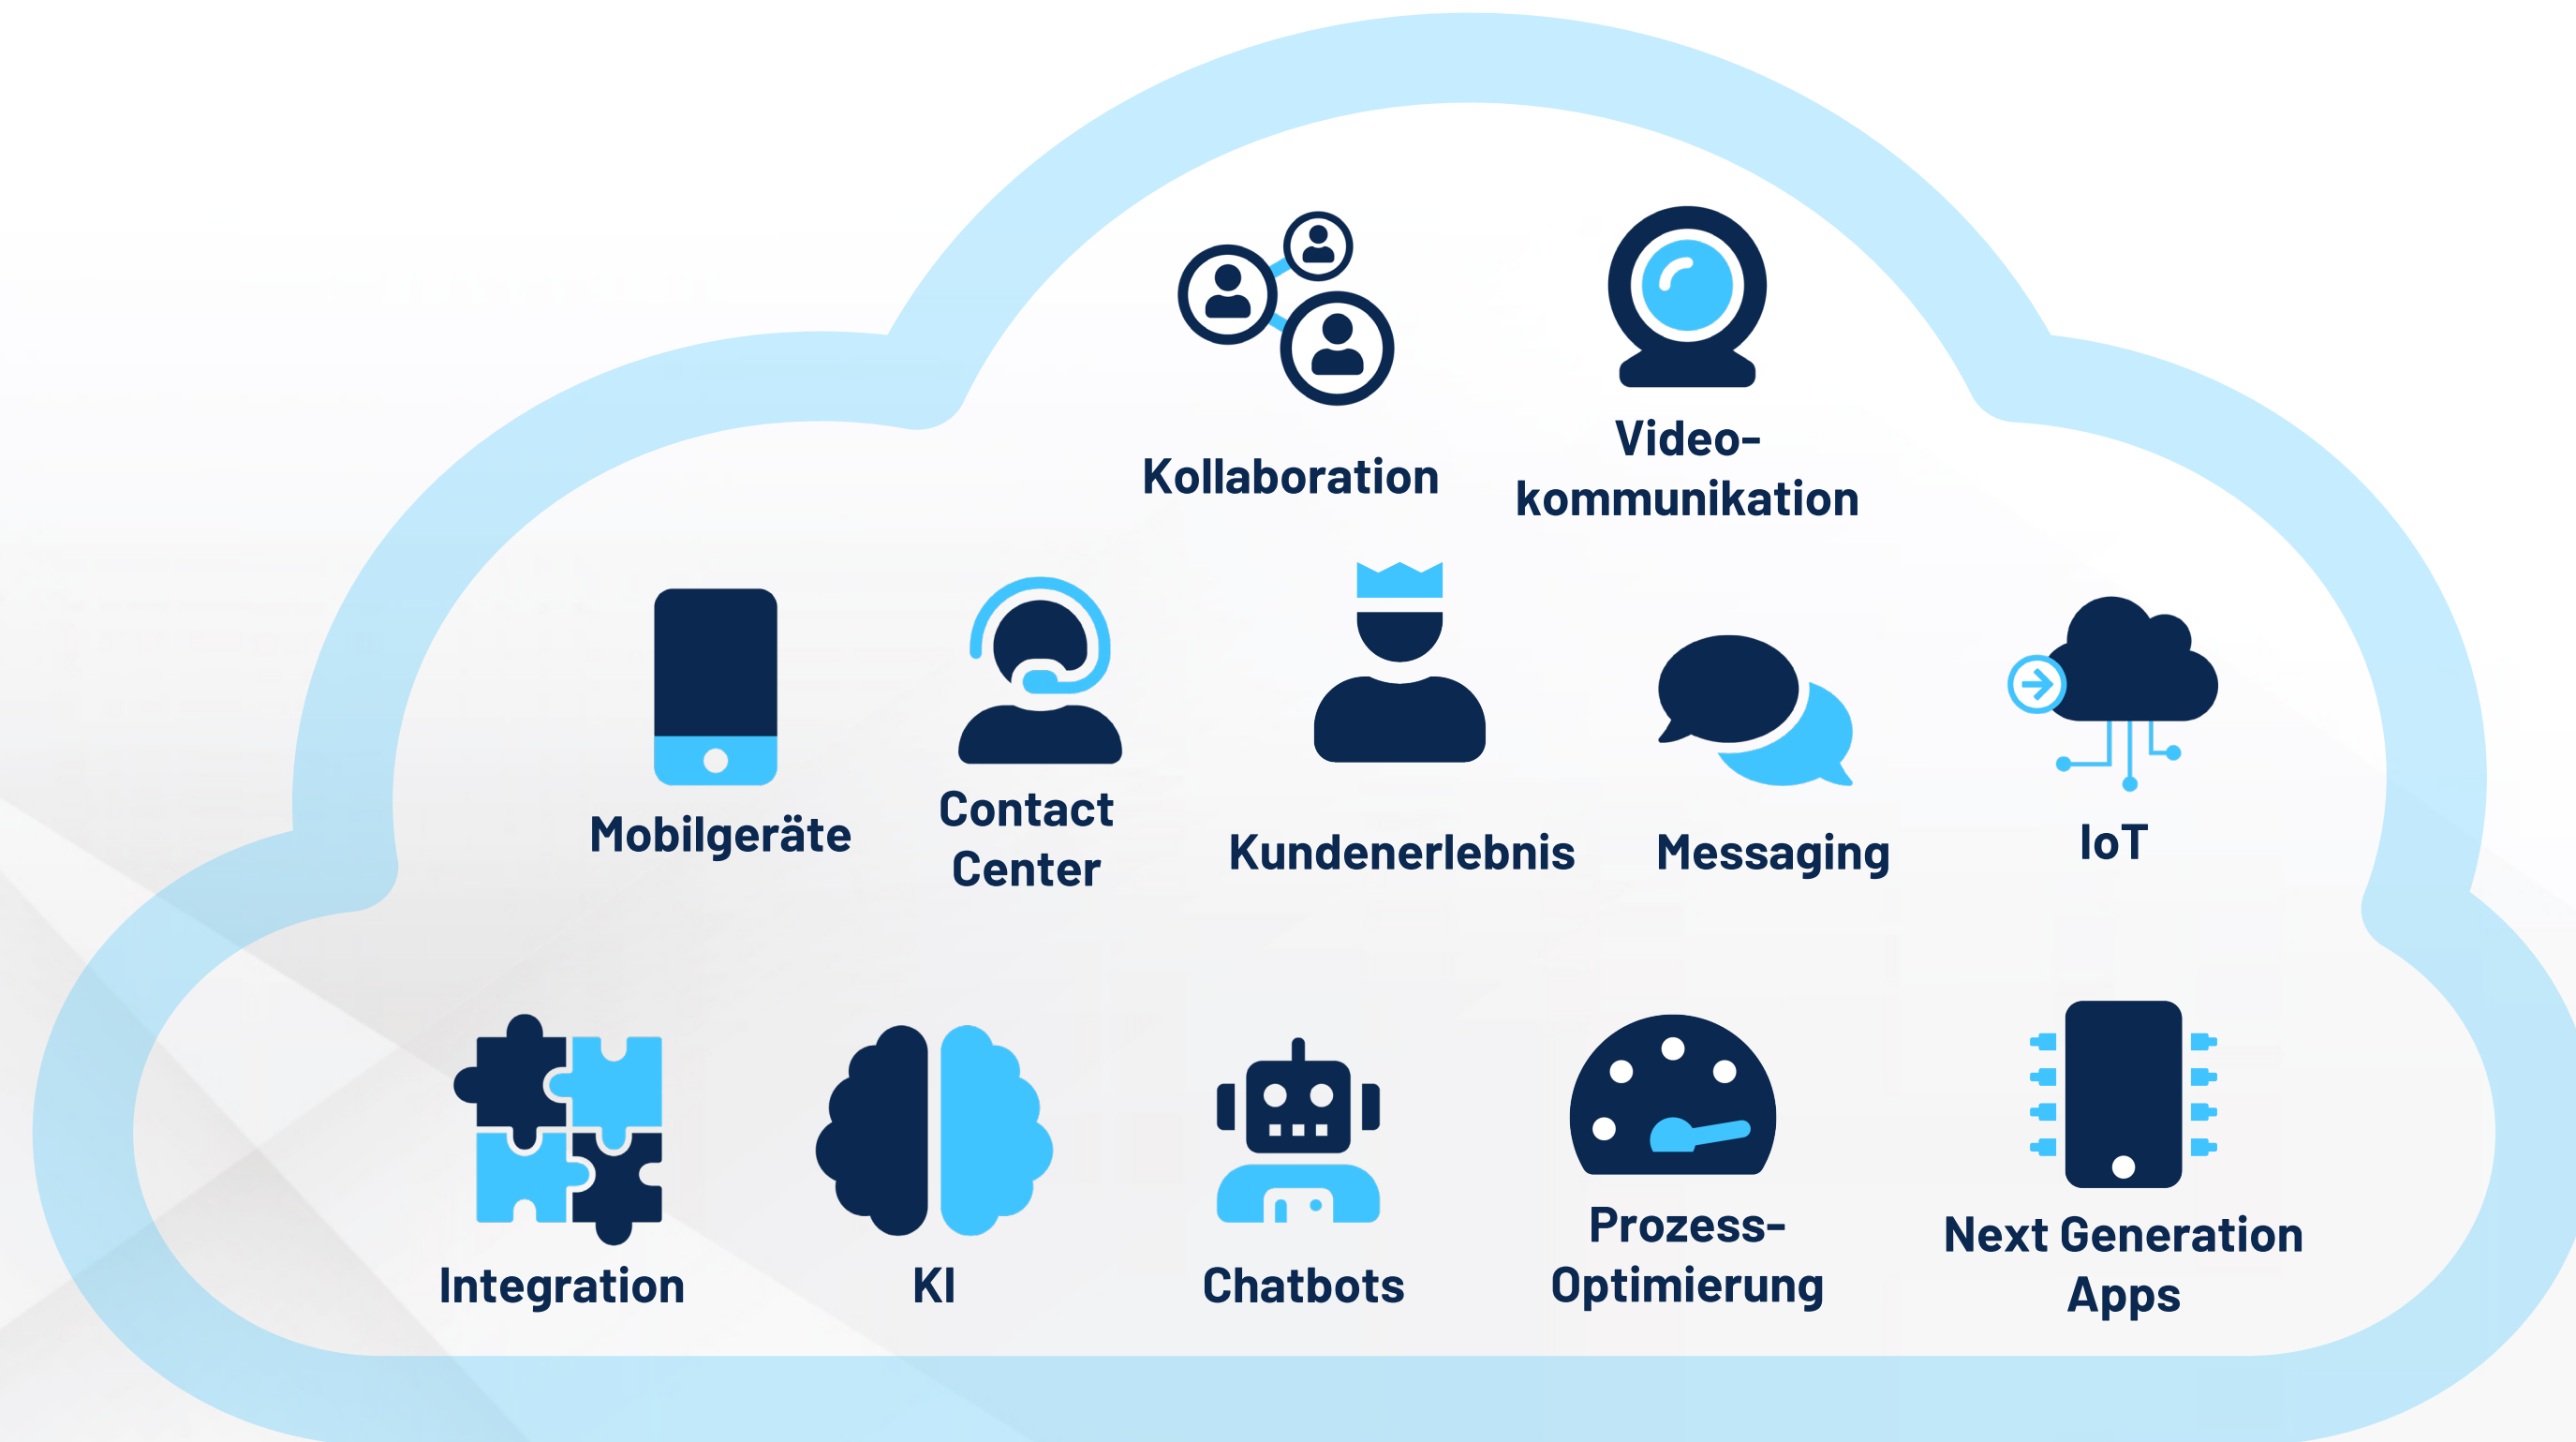 Kollaboration
Video-
kommunikation
Mobilgeräte
Contact
Center
Kundenerlebnis
Messaging
IoT
Integration
KI
Chatbots
Prozess-
Optimierung
Next Generation
Apps